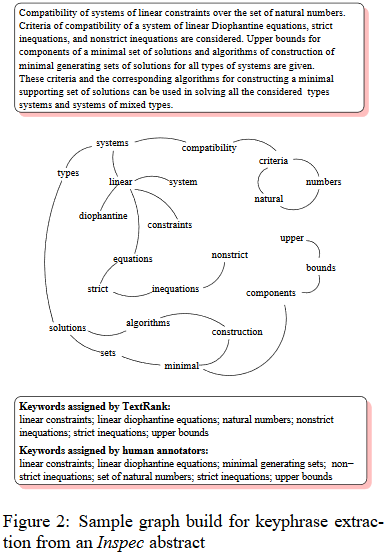 Compatibility of systems of linear constraints over the set of natural numbers.
Criteria of compatibility of a system of linear Diophantine equations, strict
inequations, and nonstrict inequations are considered. Upper bounds for
components of a minimal set of solutions and algorithms of construction of
minimal generating sets of solutions for all types of systems are given.
These criteria and the corresponding algorithms for constructing a minimal
supporting set of solutions can be used in solving all the considered types
systems and systems of mixed types.
systems
compatibility
criteria
types
linear
system
numbers
natural
diophantine
constraints
upper
equations
nonstrict
bounds
strict
inequations
components
solutions
algorithms
construction
sets
minimal
Keywords assigned by TextRank:
linear constraints; linear diophantine equations; natural numbers; nonstrict
inequations; strict inequations; upper bounds
Keywords assigned by human annotators:
linear constraints; linear diophantine equations; minimal generating sets; non−
strict inequations; set of natural numbers; strict inequations; upper bounds
Figure 2: Sample graph build for keyphrase extrac-
tion from an Inspec abstract